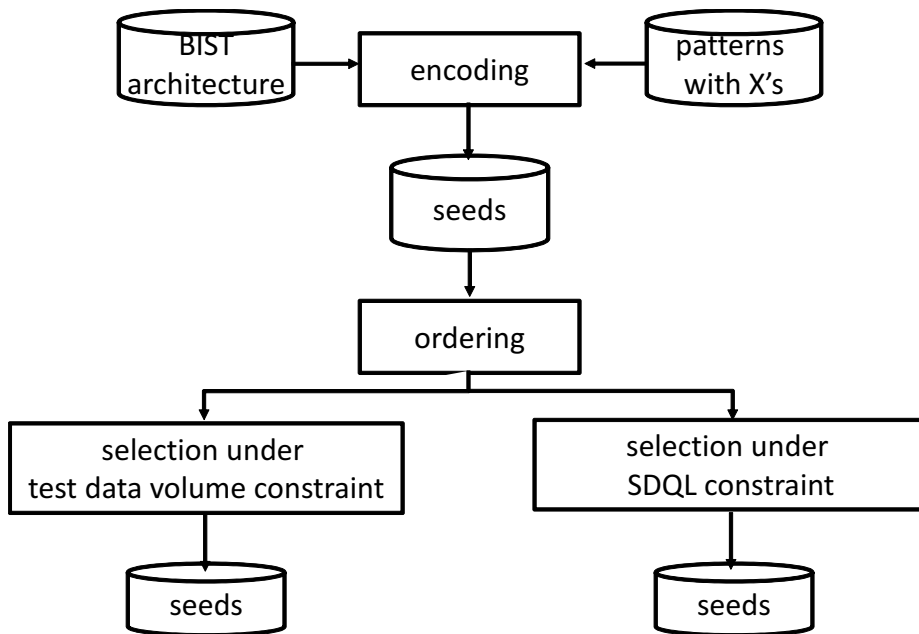 BIST
architecture
encoding
patterns
with X's
seeds
ordering
selection under
test data volume constraint
selection under
SDQL constraint
seeds
seeds